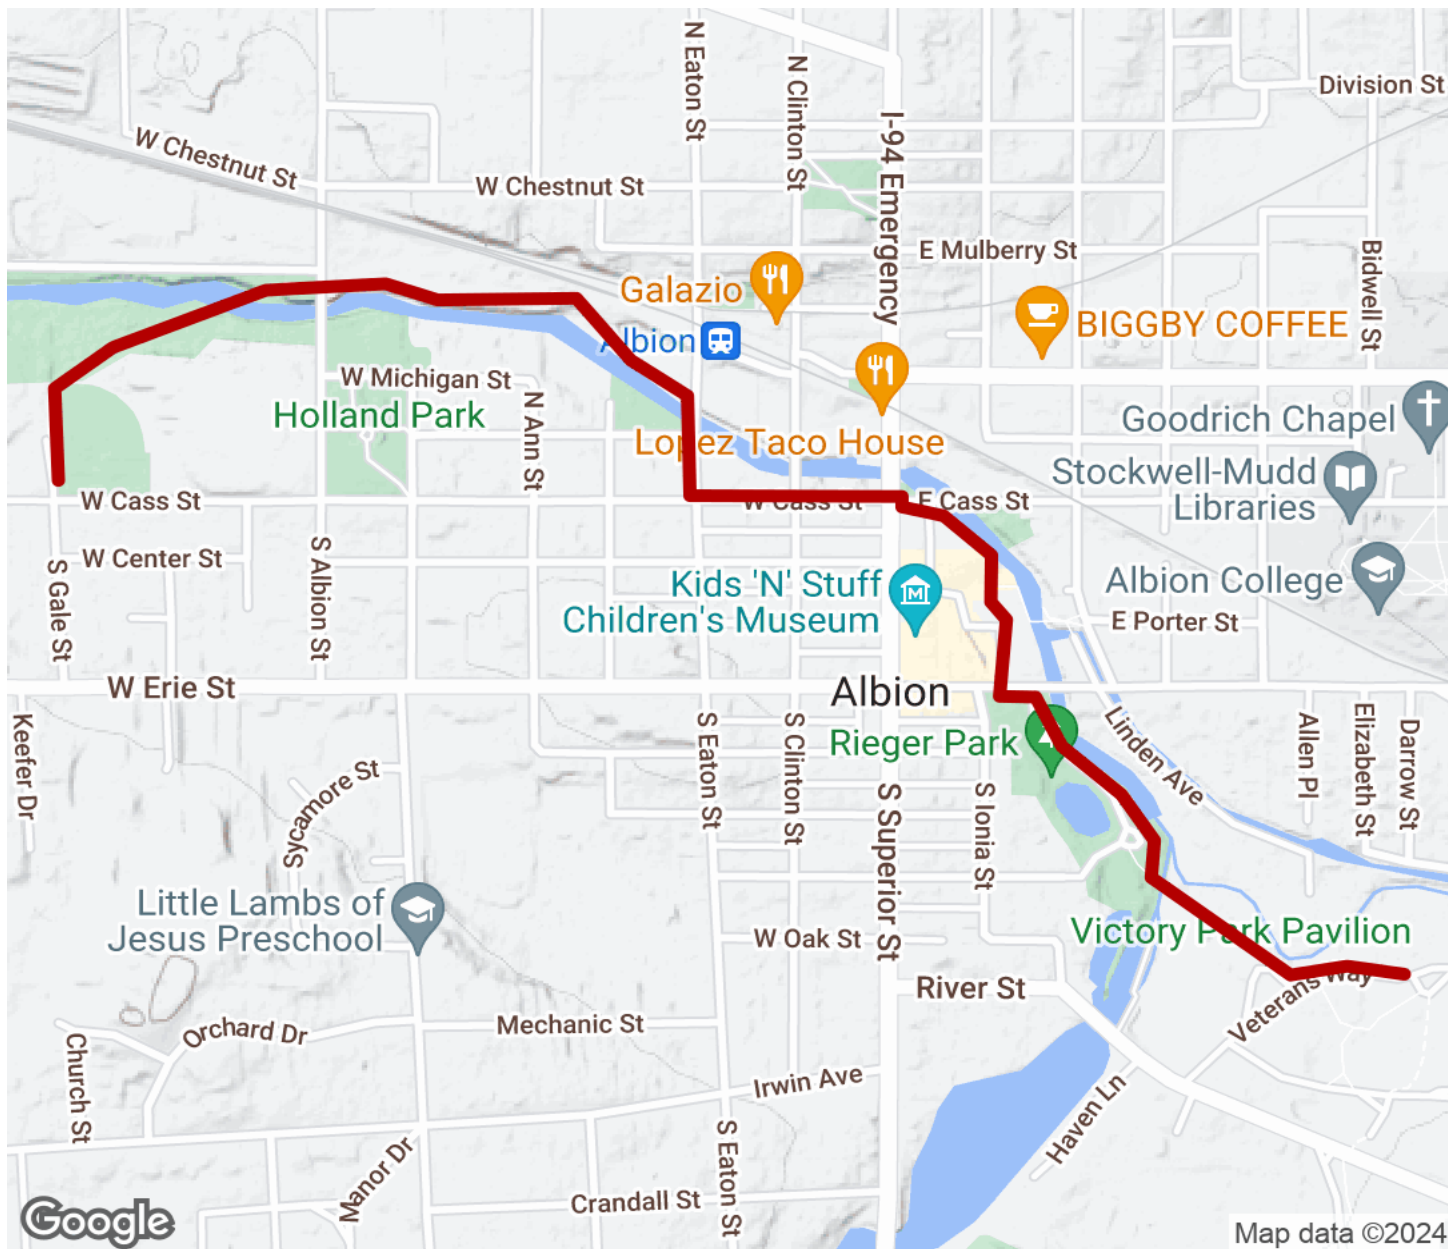 N Eaton St
N Clinton St
I-94 Emergency
Division St
W Chestnut St
W Chestnut St
E Mulberry St
Bidwell St
Galazio
Albion
BIGGBY COFFEE
W Michigan St
Holland Park
N Ann St
Lopez Taco House
Goodrich Chapel
Stockwell-Mudd
Libraries
W Cass St
W Cass St
E Cass St
W Center St
S Gale St
S Albion St
Kids 'N' Stuff
Children's Museum
Albion College
E Porter St
W Erie St
Albion
Rieger Park
Keefer Dr
S Eaton St
S Clinton St
S Superior St
S Ionia St
Linden Ave
Allen Pl
Elizabeth St
Darrow St
Sycamore St
Little Lambs of
Jesus Preschool
W Oak St
Victory Park Pavilion
River St
Veterans Way
Orchard Dr
Mechanic St
Church St
Irwin Ave
Haven Ln
Manor Dr
S Eaton St
Crandall St
Google
Map data ©2024